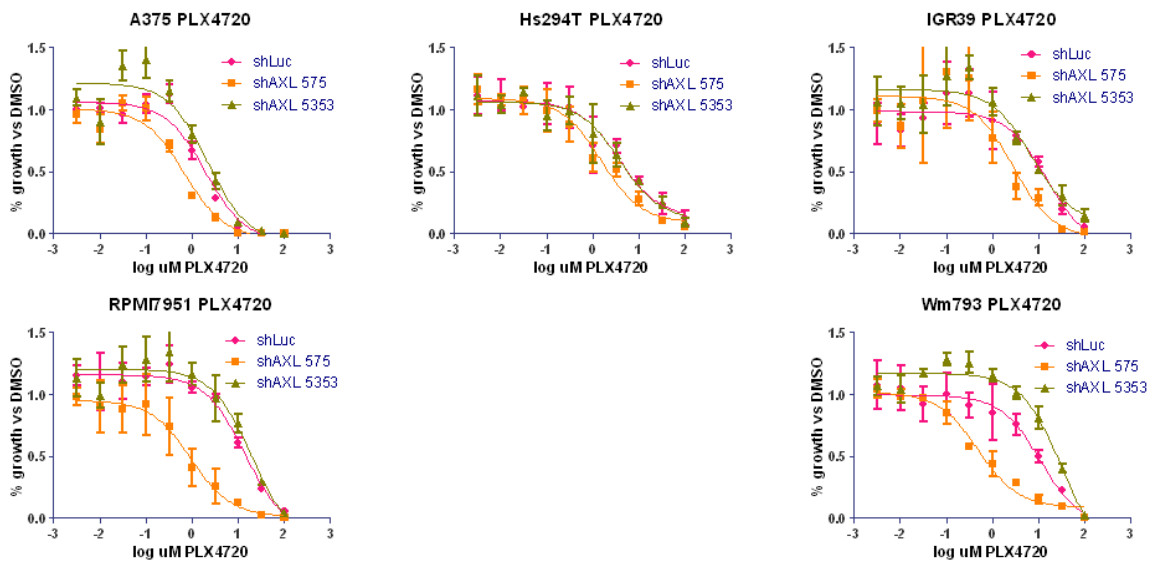 A375 PLX4720
1.5
1.0
0.5
0.0
-3 -2 -1 0 1 2 3
% growth vs DMSO
log uM PLX4720
shLuc
shAXL 575
shAXL 5353
Hs294T PLX4720
1.5
1.0
0.5
0.0
-3 -2 -1 0 1 2 3
% growth vs DMSO
log uM PLX4720
shLuc
shAXL 575
shAXL 5353
IGR39 PLX4720
1.5
1.0
0.5
0.0
-3 -2 -1 0 1 2 3
% growth vs DMSO
log uM PLX4720
shLuc
shAXL 575
shAXL 5353
RPMI7951 PLX4720
1.5
1.0
0.5
0.0
-3 -2 -1 0 1 2 3
% growth vs DMSO
log uM PLX4720
shLuc
shAXL 575
shAXL 5353
Wm793 PLX4720
1.5
1.0
0.5
0.0
-3 -2 -1 0 1 2 3
% growth vs DMSO
log uM PLX4720
shLuc
shAXL 575
shAXL 5353